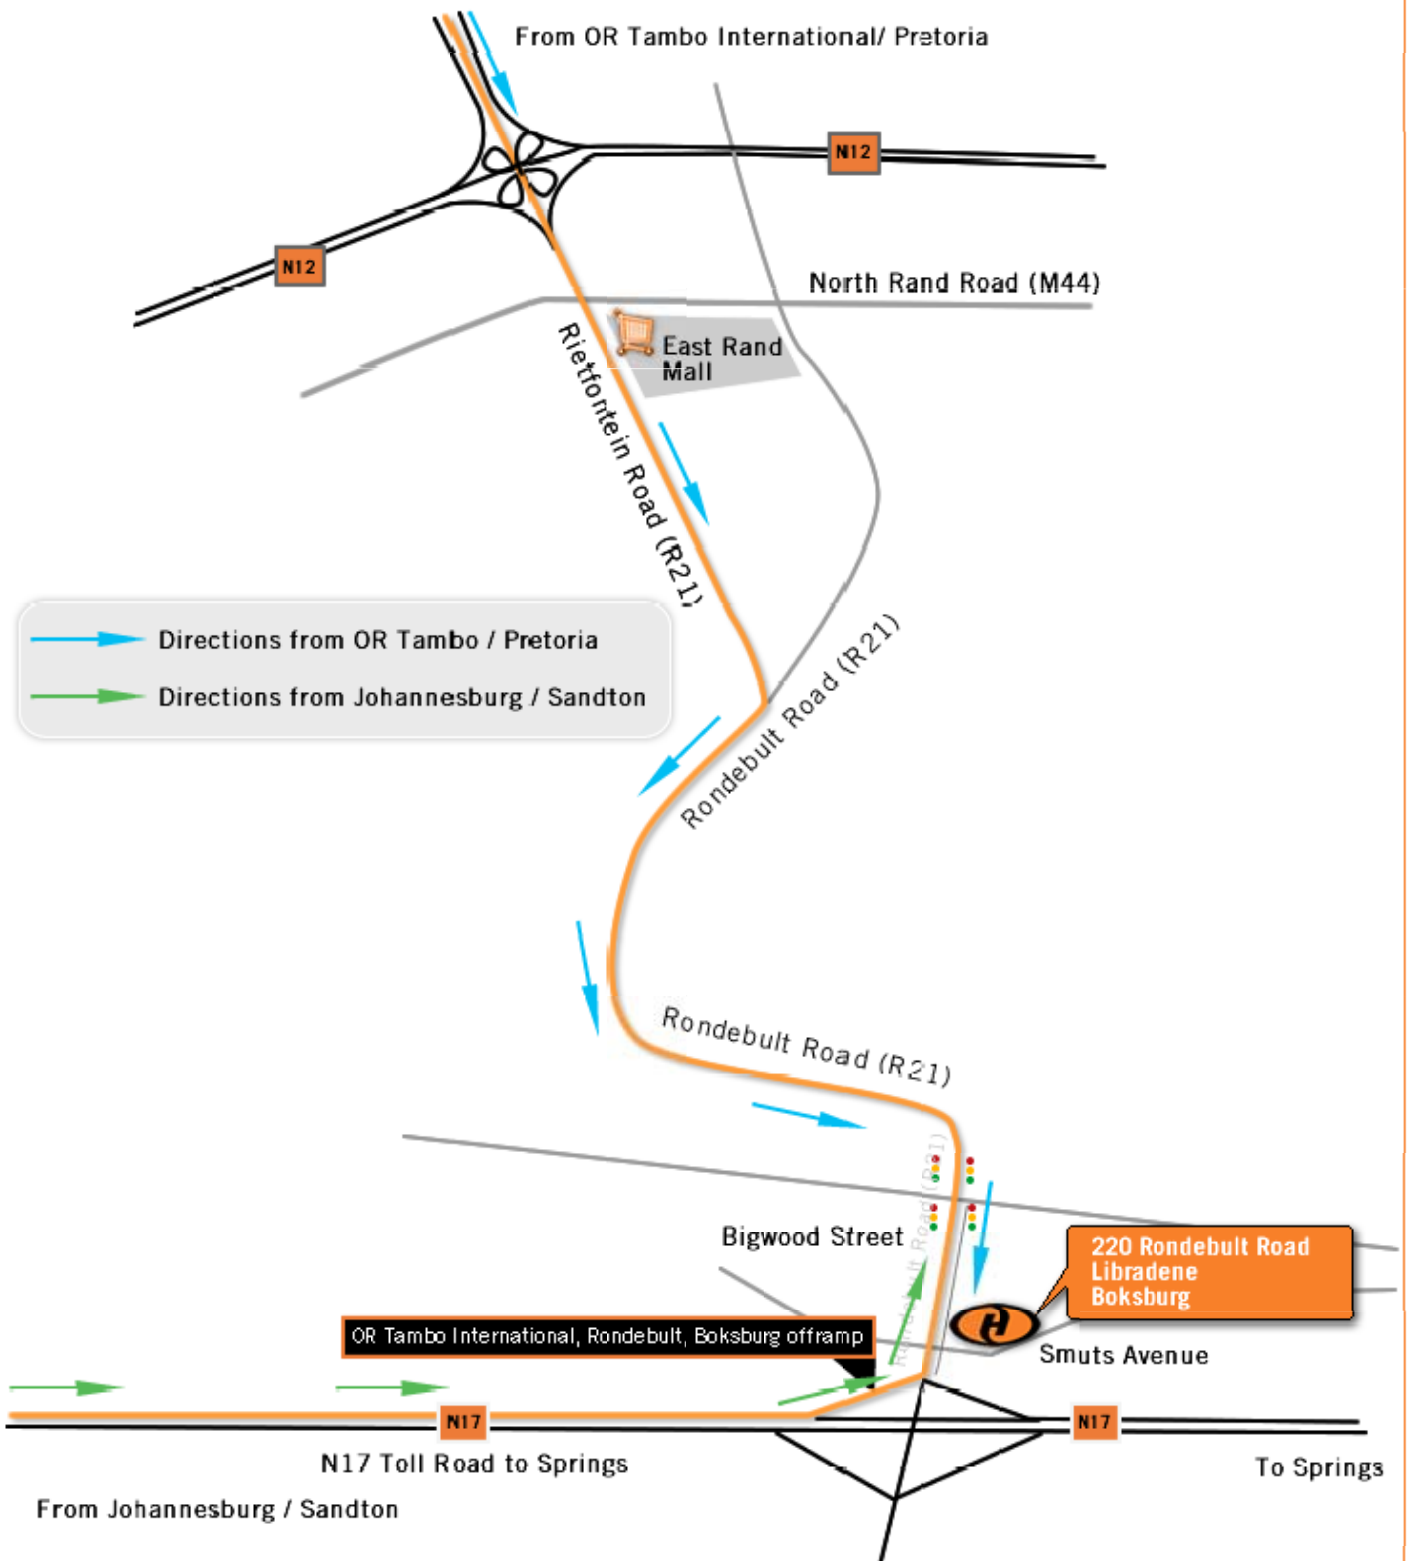 From OR Tambo International/ Pretoria
N12
N12
North Rand Road (M44)
East Rand
Mall
Rietfontein Road (R21)
Directions from OR Tambo / Pretoria
Directions from Johannesburg / Sandton
Rondebult Road (R21)
Rondebult Road (R21)
Rondebult Road (R21)
Bigwood Street
220 Rondebult Road
Libradene
Boksburg
H
OR Tambo International, Rondebult, Boksburg offramp
Smuts Avenue
N17
N17
N17 Toll Road to Springs
To Springs
From Johannesburg / Sandton